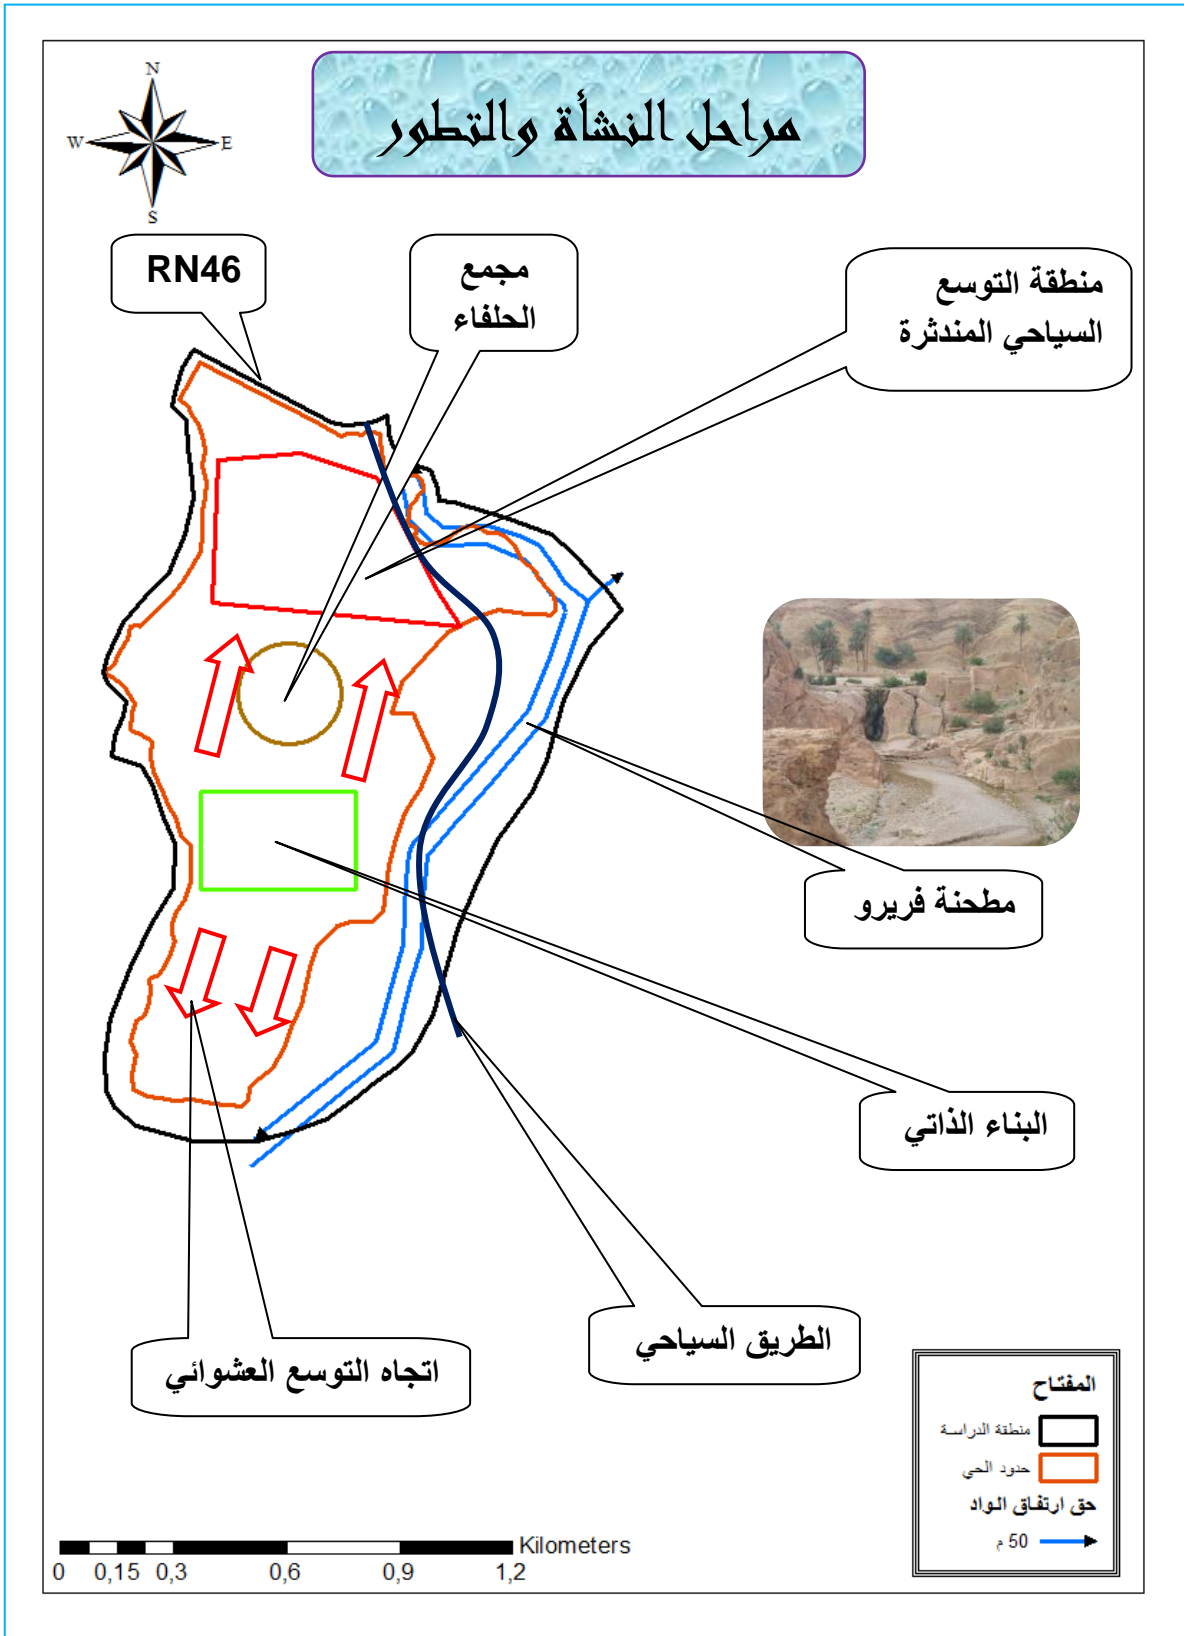 مراحل النشأة والتطور
N
W
E
S
RN46
مجمع
الحلفاء
منطقة التوسع
السياحي المندثرة
مطحنة فريرو
البناء الذاتي
الطريق السياحي
اتجاه التوسع العشوائي
المفتاح
منطقة الدراسة
حدود الحي
حق ارتفاق الواد
50 م
Kilometers
0 0,15 0,3 0,6 0,9 1,2